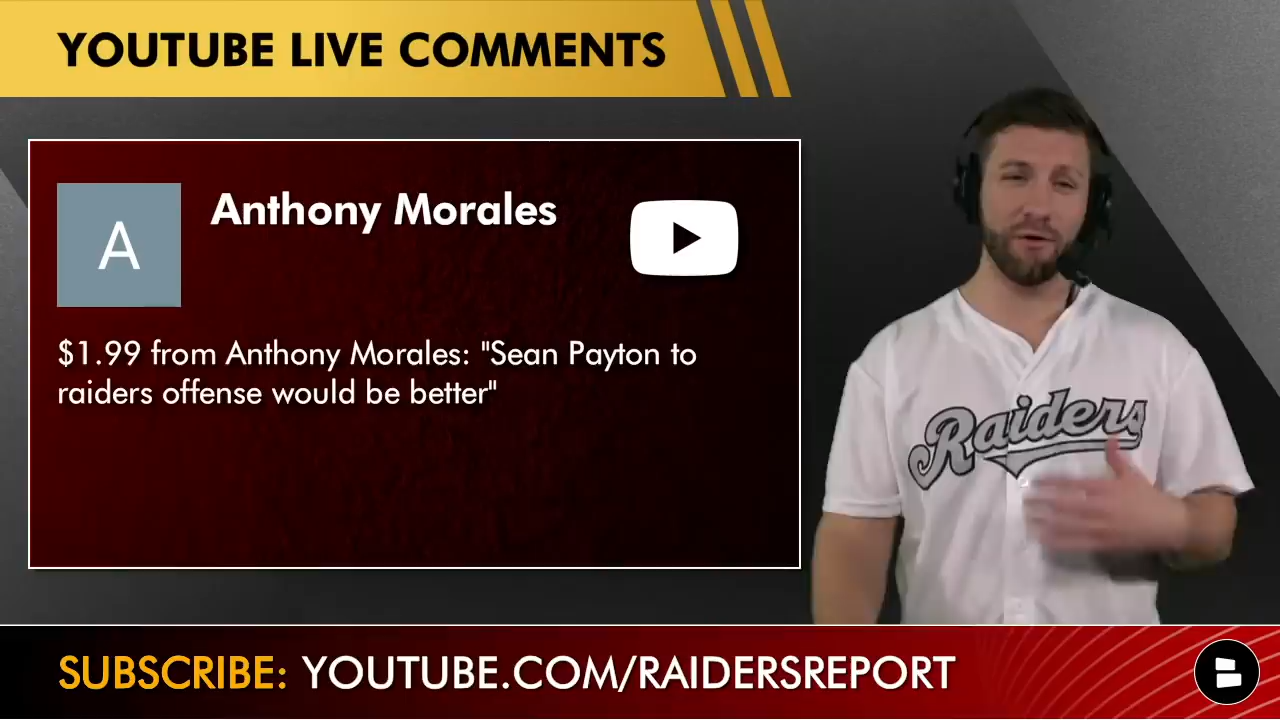 YOUTUBE LIVE COMMENTS
A
Anthony Morales
$1.99 from Anthony Morales: "Sean Payton to
raiders offense would be better"
Raiders
SUBSCRIBE: YOUTUBE.COM/RAIDERSREPORT